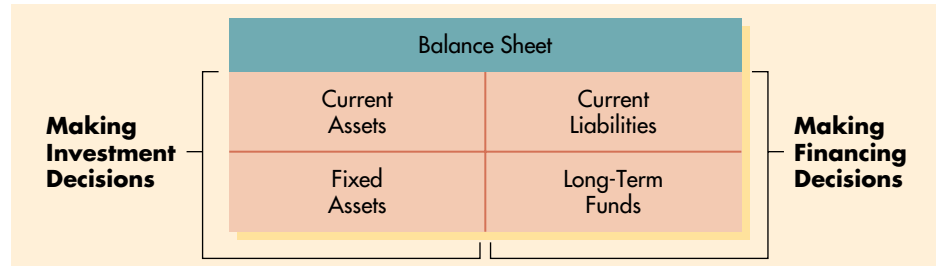 Balance Sheet
Making
Investment
Decisions
Current
Assets
Current
Liabilities
Fixed
Assets
Long-Term
Funds
Making
Financing
Decisions